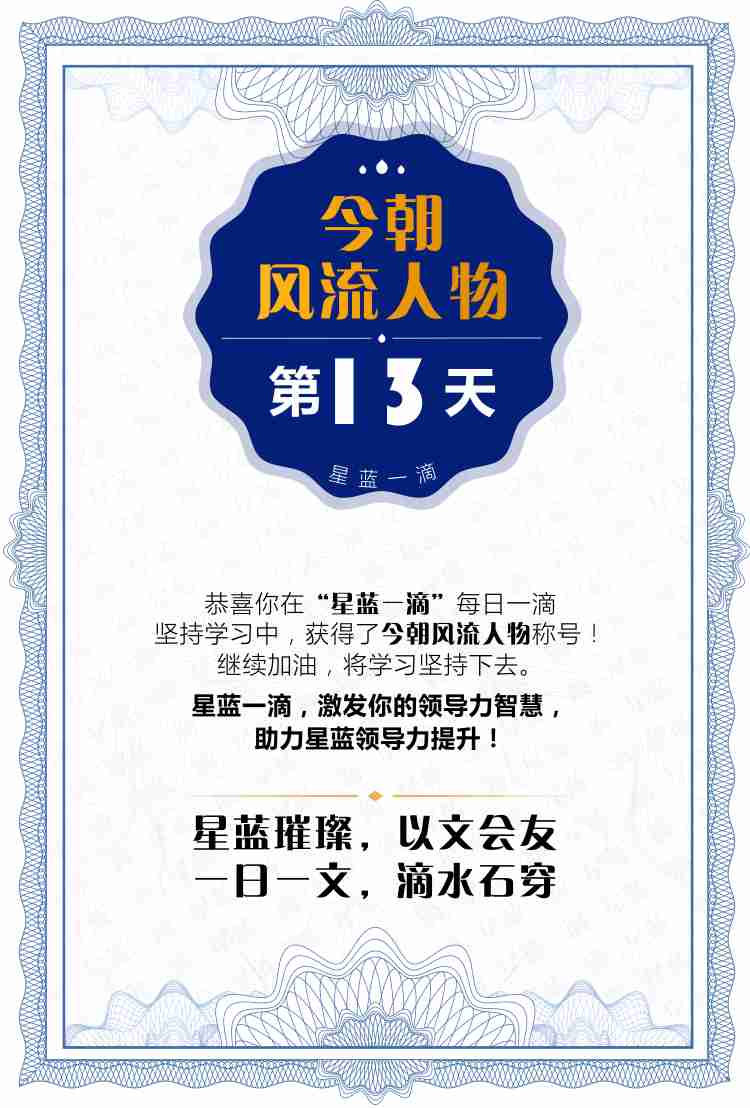 今朝
风流人物
第13天
星蓝一滴
恭喜你在“星蓝一滴”每日一滴
坚持学习中，获得了今朝风流人物称号！
继续加油，将学习坚持下去。
星蓝一滴，激发你的领导力智慧，
助力星蓝领导力提升！
星蓝璀璨，以文会友
一日一文，滴水石穿